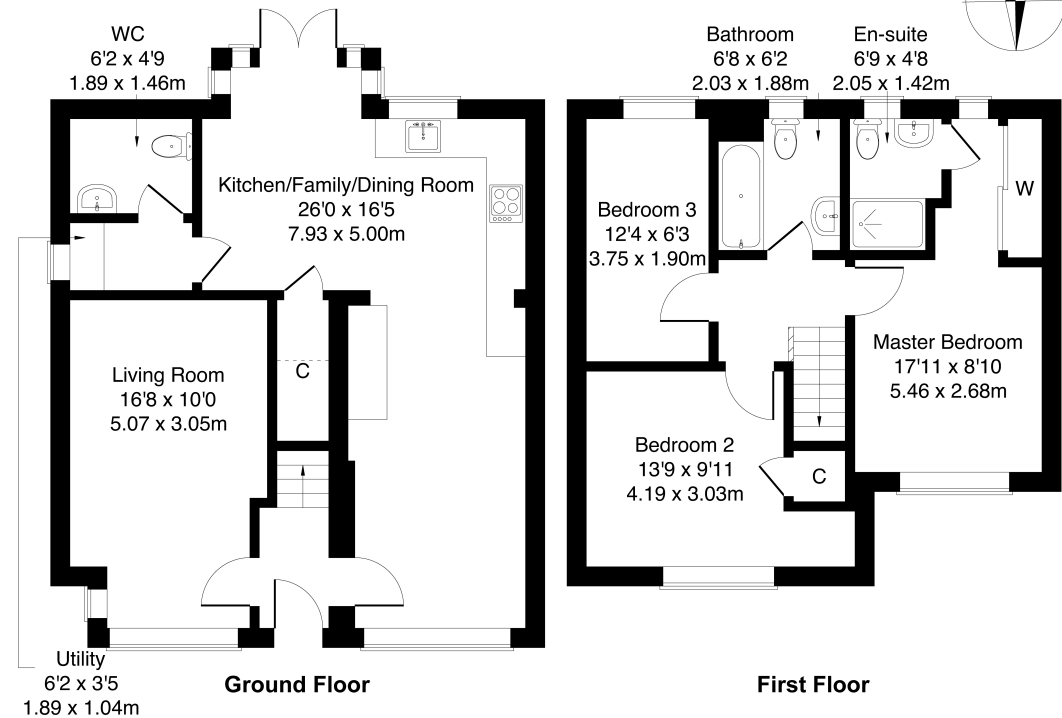 WC
6'2 x 4'9
1.89 x 1.46m
Kitchen/Family/Dining Room
26'0 x 16'5
7.93 x 5.00m
Living Room
16'8 x 10'0
5.07 x 3.05m
C
Utility
6'2 x 3'5
1.89 x 1.04m
Ground Floor
Bathroom
6'8 x 6'2
2.03 x 1.88m
En-suite
6'9 x 4'8
2.05 x 1.42m
W
Bedroom 3
12'4 x 6'3
3.75 x 1.90m
Master Bedroom
17'11 x 8'10
5.46 x 2.68m
Bedroom 2
13'9 x 9'11
4.19 x 3.03m
C
First Floor